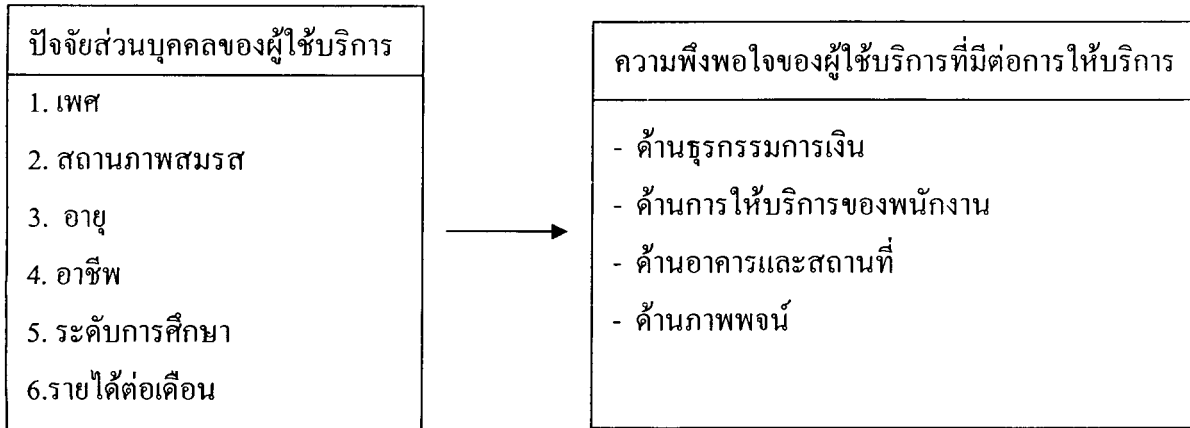 ปัจจัยส่วนบุคคลของผู้ใช้บริการ
1. เพศ
2. สถานภาพสมรส
3. อายุ
4. อาชีพ
5. ระดับการศึกษา
6.รายได้ต่อเดือน
ความพึงพอใจของผู้ใช้บริการที่มีต่อการให้บริการ
- ด้านธุรกรรมการเงิน
- ด้านการให้บริการของพนักงาน
- ด้านอาคารและสถานที่
- ด้านภาพพจน์